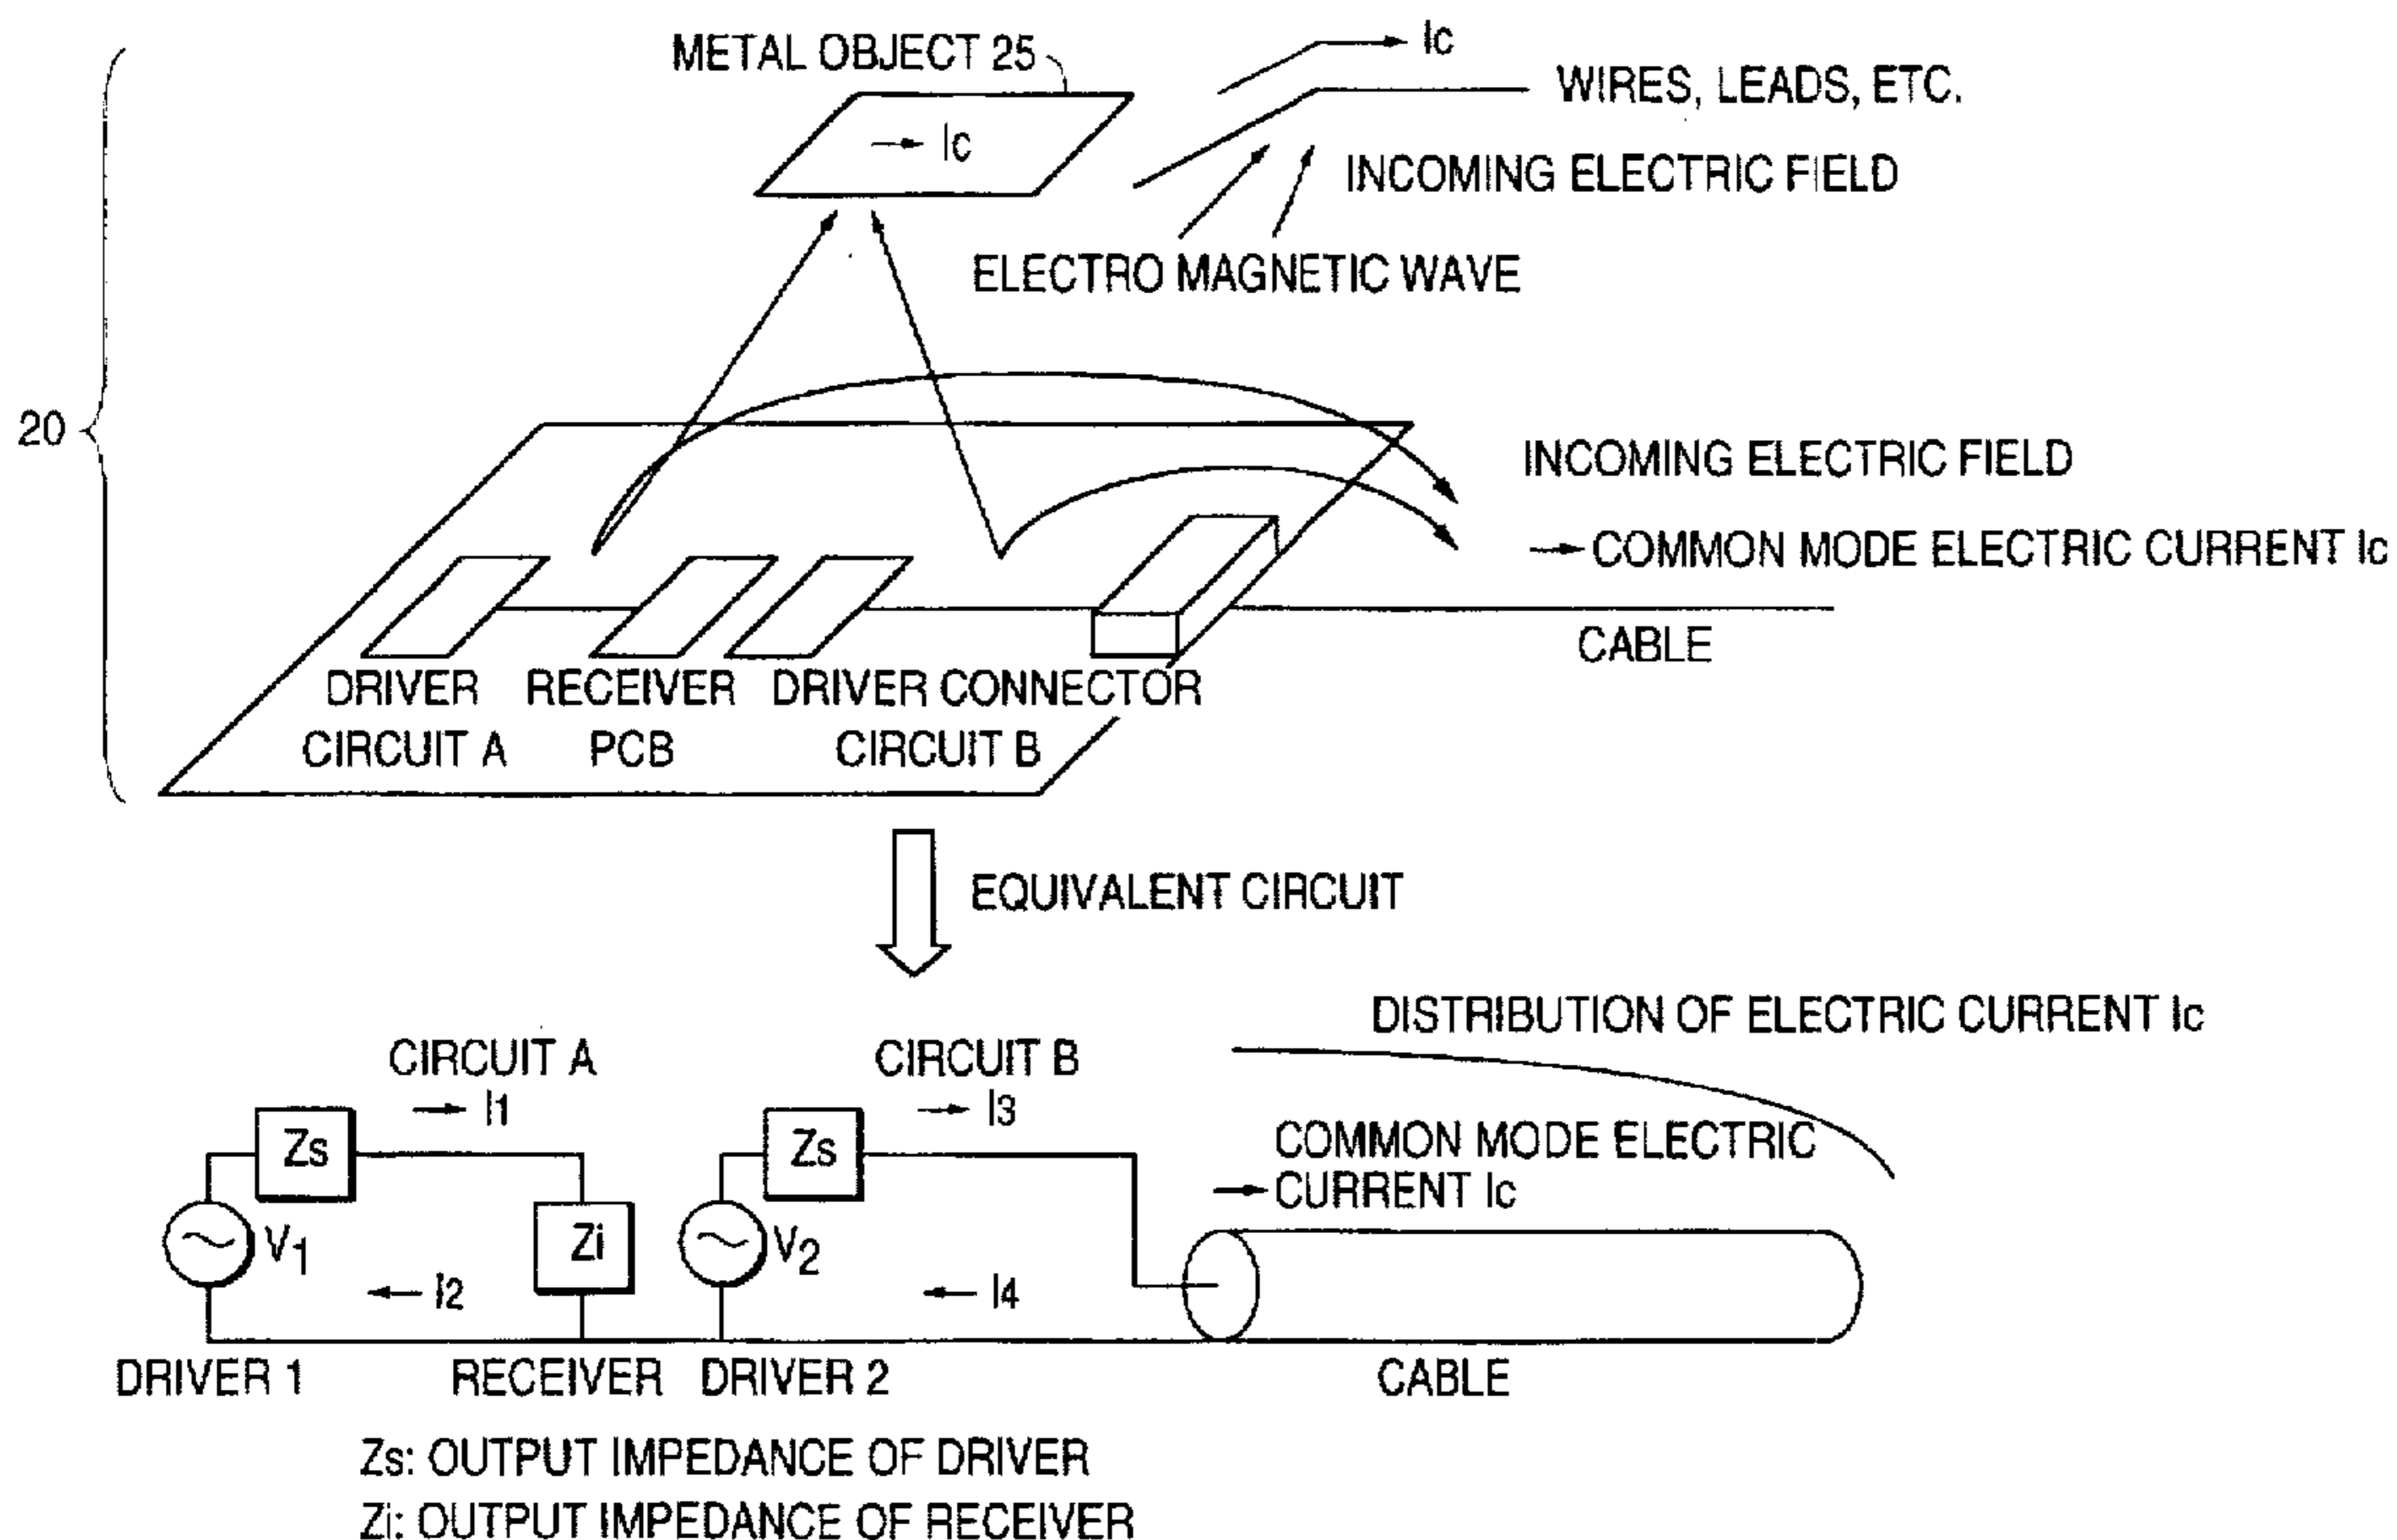 METAL OBJECT 25
Ic
WIRES, LEADS, ETC.
Ic
INCOMING ELECTRIC FIELD
ELECTRO MAGNETIC WAVE
20
INCOMING ELECTRIC FIELD
COMMON MODE ELECTRIC CURRENT Ic
CABLE
DRIVER RECEIVER DRIVER CONNECTOR
CIRCUIT A PCB CIRCUIT B
EQUIVALENT CIRCUIT
DISTRIBUTION OF ELECTRIC CURRENT Ic
CIRCUIT A CIRCUIT B
I1 I3
Zs Zs
COMMON MODE ELECTRIC
CURRENT Ic
V1 Zi V2
I2 I4
DRIVER 1 RECEIVER DRIVER 2 CABLE
Zs: OUTPUT IMPEDANCE OF DRIVER
Zi: OUTPUT IMPEDANCE OF RECEIVER